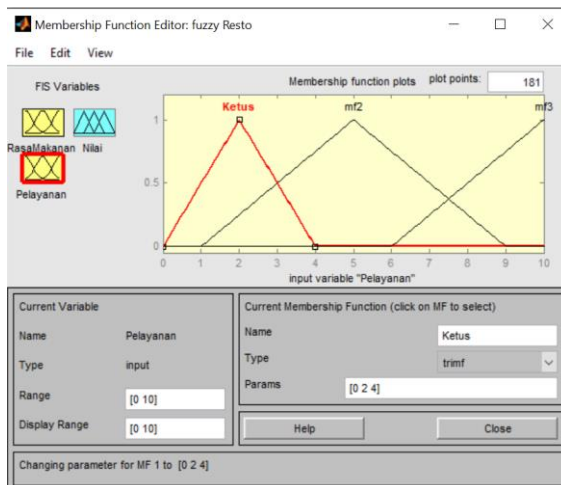 Membership Function Editor: fuzzy Resto
File Edit View
FIS Variables
RasaMakanan Nilai
Pelayanan
Membership function plots plot points: 181
Ketus mf2 mf3
1
0.5
0
0 1 2 3 4 5 6 7 8 9 10
input variable "Pelayanan"
Current Variable
Name Pelayanan
Type input
Range [0 10]
Display Range [0 10]
Current Membership Function (click on MF to select)
Name Ketus
Type trimf
Params [0 2 4]
Help Close
Changing parameter for MF 1 to [0 2 4]